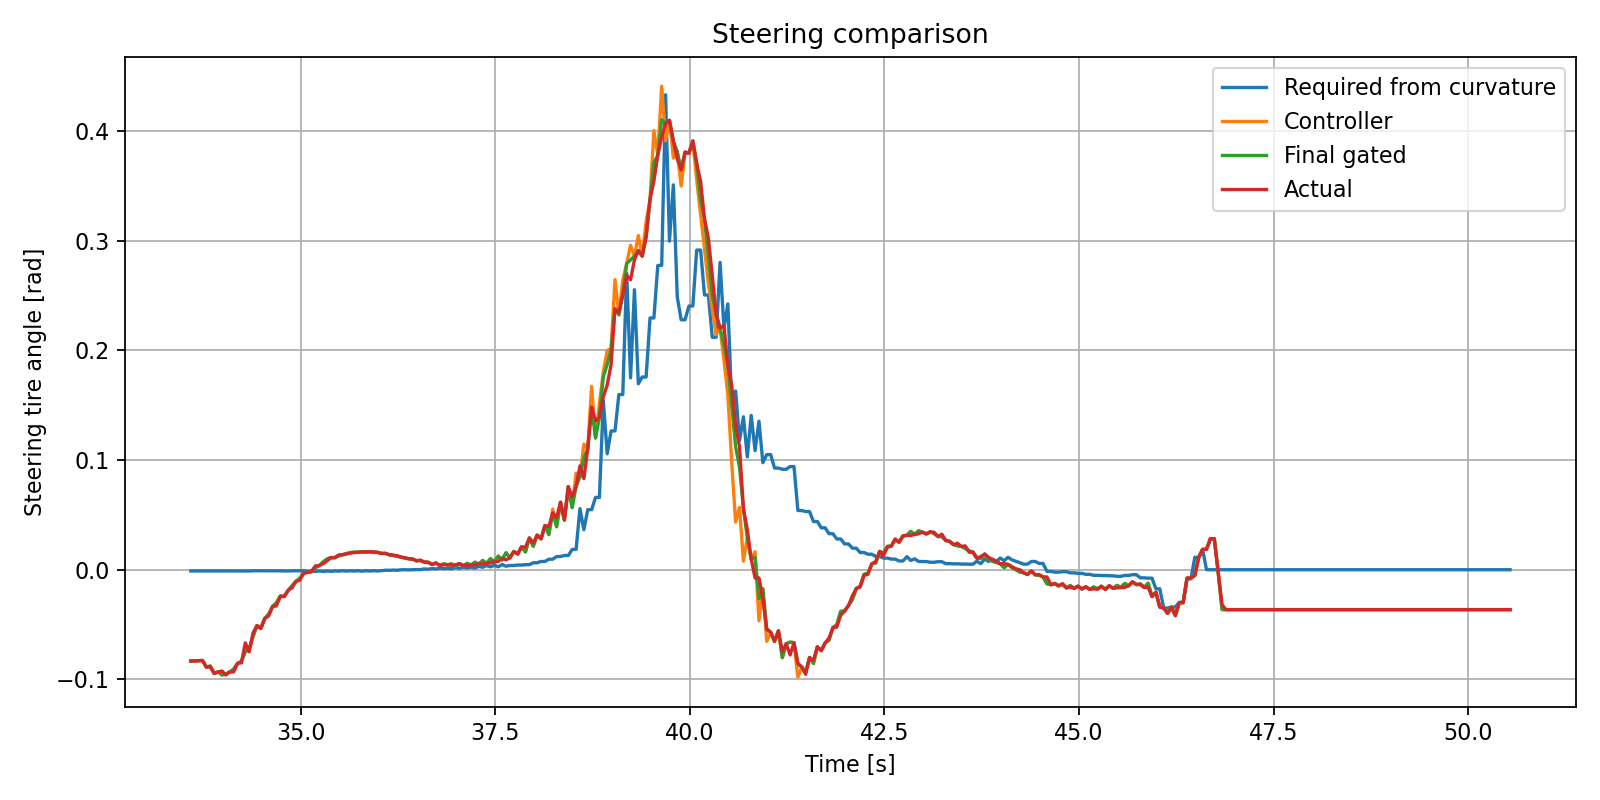 Steering comparison
Required from curvature
Controller
Final gated
Actual
Steering tire angle [rad]
0.4
0.3
0.2
0.1
0.0
−0.1
35.0 37.5 40.0 42.5 45.0 47.5 50.0
Time [s]